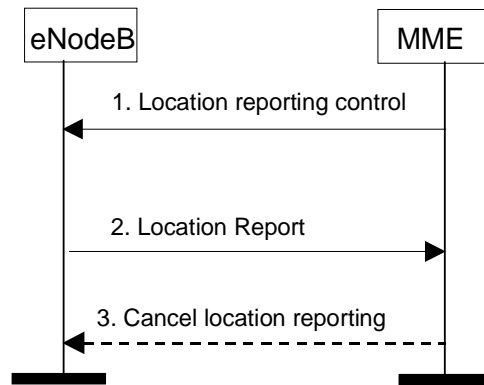 eNodeB
MME
1. Location reporting control
2. Location Report
3. Cancel location reporting